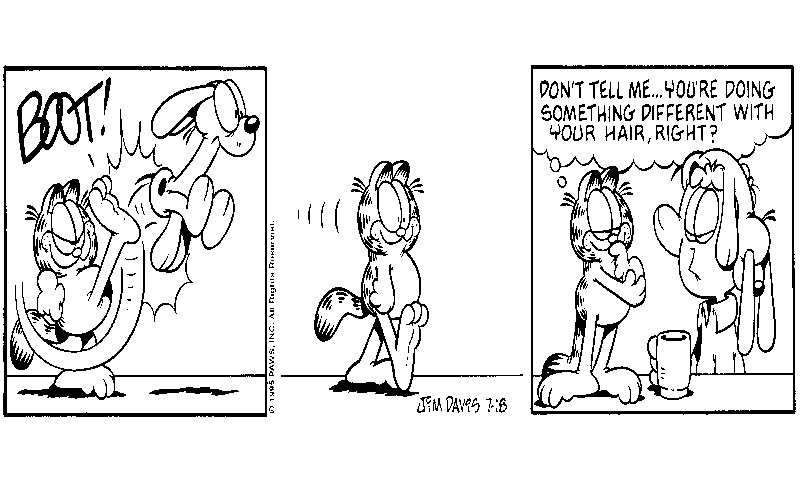 BOOT!
© 1995 PAWS, INC. All Rights Reserved.
JIM DAVIS 7·18
DON'T TELL ME...YOU'RE DOING
SOMETHING DIFFERENT WITH
YOUR HAIR, RIGHT?